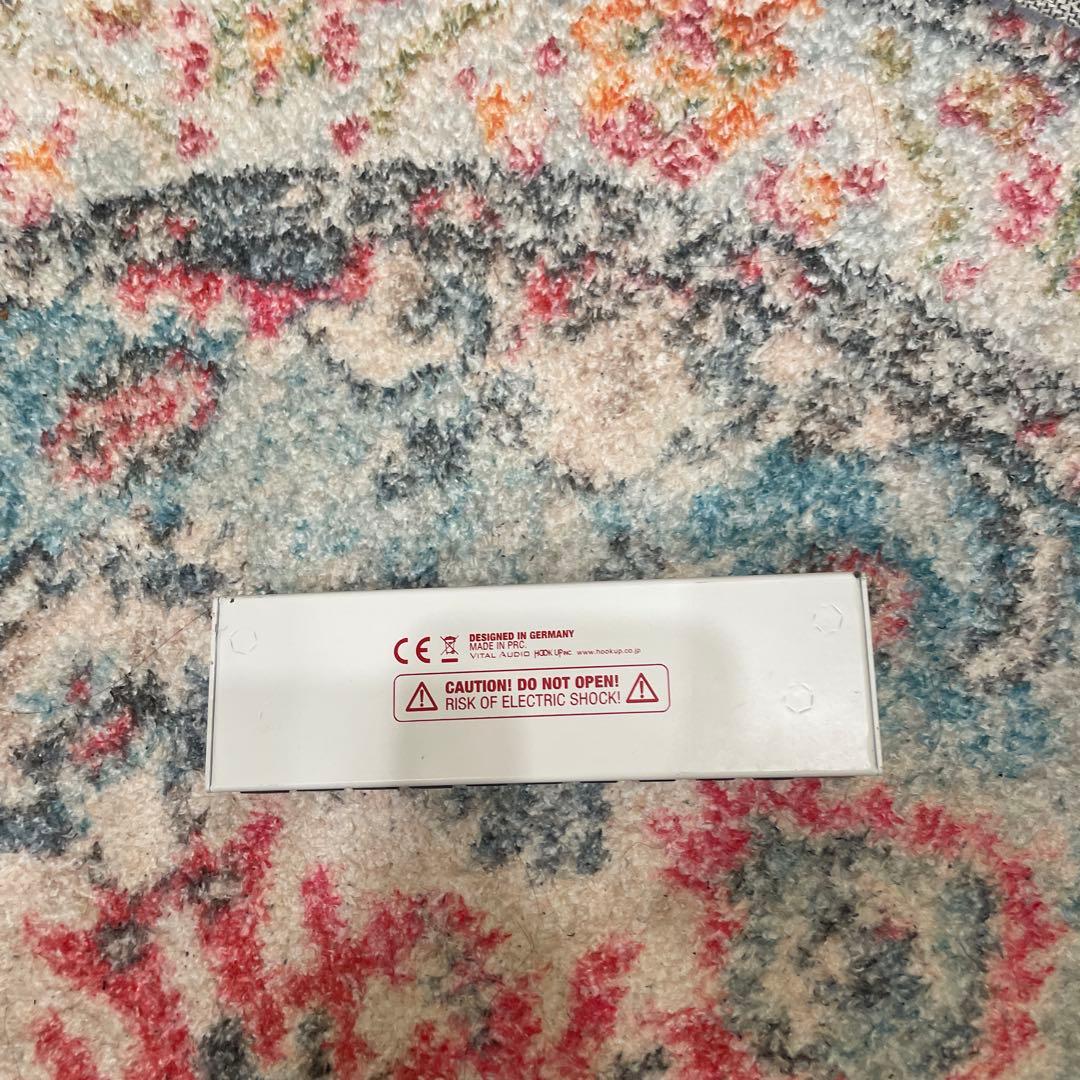 CE DESIGNED IN GERMANY
MADE IN PRC.
VITAL AUDIO HOOK UP INC. www.hookup.co.jp
CAUTION! DO NOT OPEN!
RISK OF ELECTRIC SHOCK!